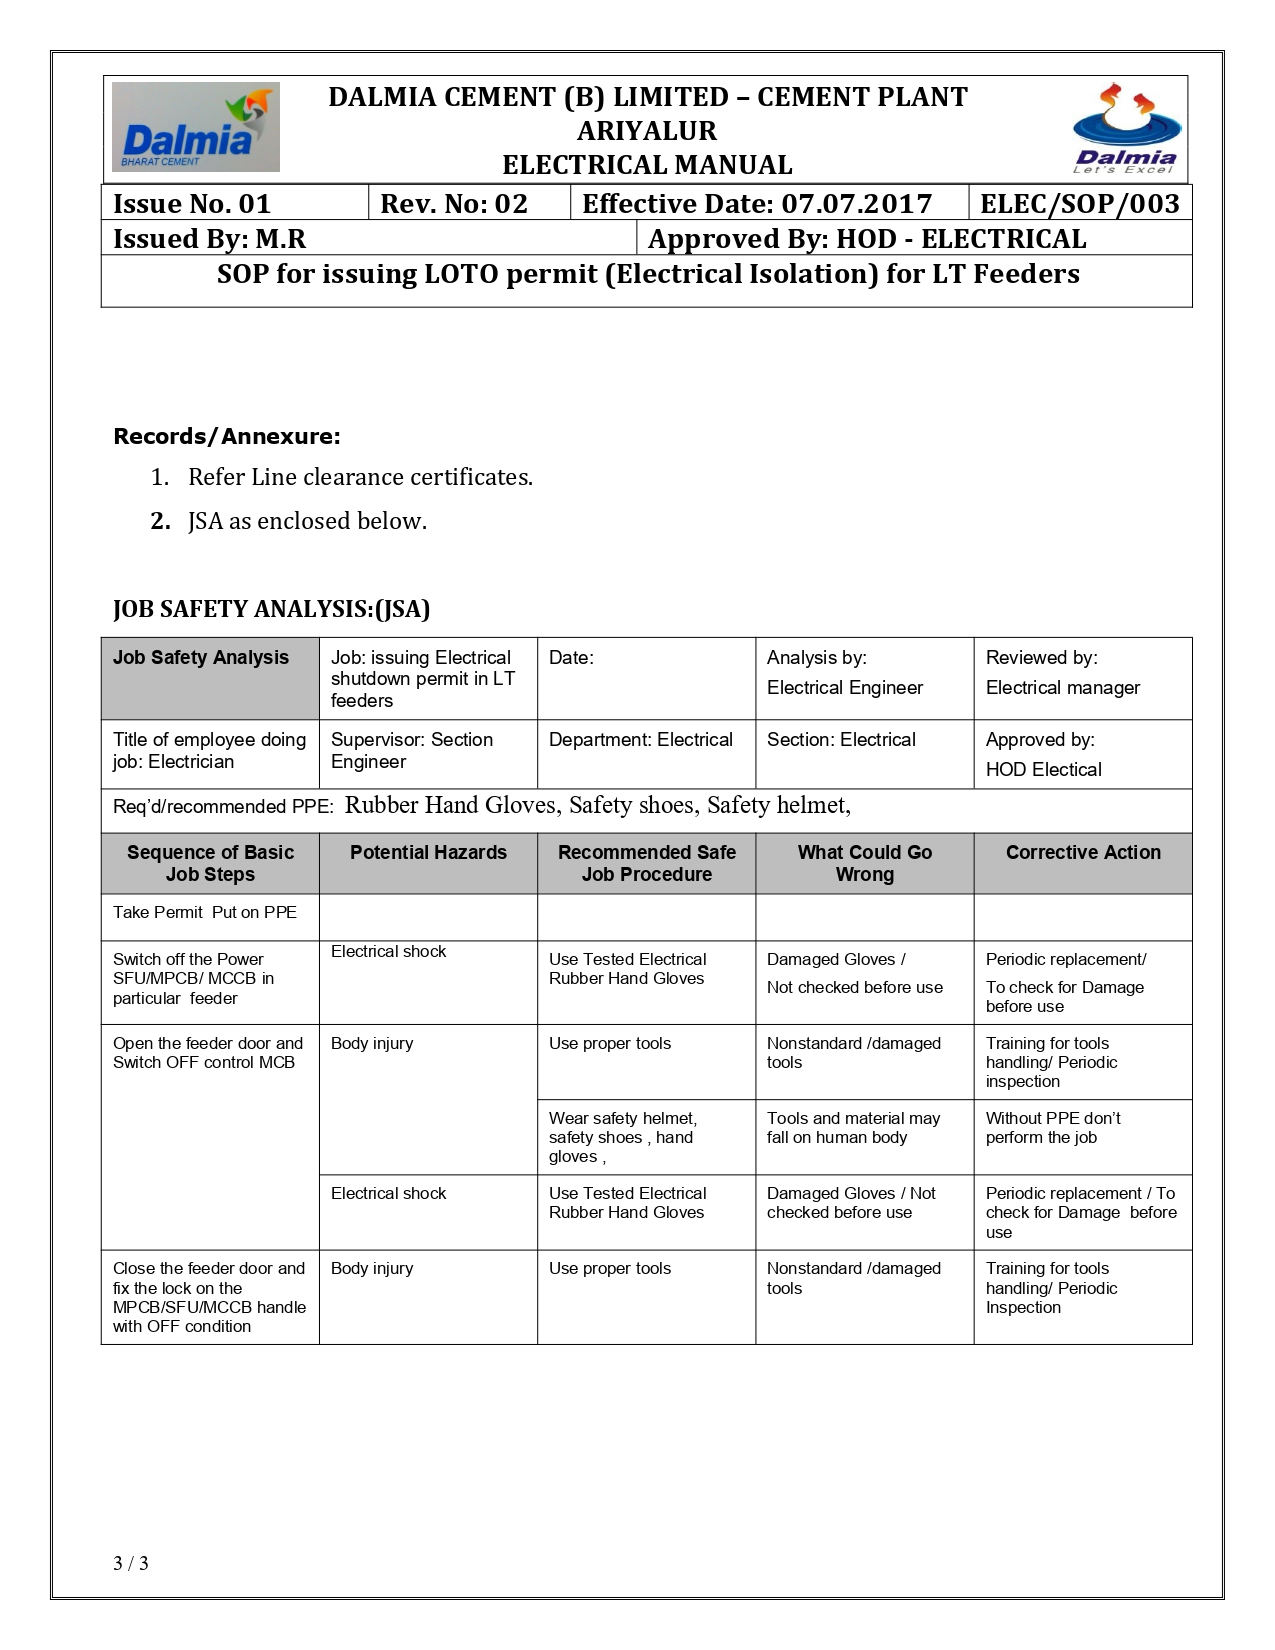 Dalmia
BHARAT CEMENT
DALMIA CEMENT (B) LIMITED – CEMENT PLANT
ARIYALUR
ELECTRICAL MANUAL
Dalmia
Let's Excel
Issue No. 01 Rev. No: 02 Effective Date: 07.07.2017 ELEC/SOP/003
Issued By: M.R Approved By: HOD - ELECTRICAL
SOP for issuing LOTO permit (Electrical Isolation) for LT Feeders
Records/Annexure:
1. Refer Line clearance certificates.
2. JSA as enclosed below.
JOB SAFETY ANALYSIS:(JSA)
Job Safety Analysis
Job: issuing Electrical
shutdown permit in LT
feeders
Date:
Analysis by:
Electrical Engineer
Reviewed by:
Electrical manager
Title of employee doing
job: Electrician
Supervisor: Section
Engineer
Department: Electrical
Section: Electrical
Approved by:
HOD Electical
Req'd/recommended PPE: Rubber Hand Gloves, Safety shoes, Safety helmet,
Sequence of Basic
Job Steps
Potential Hazards
Recommended Safe
Job Procedure
What Could Go
Wrong
Corrective Action
Take Permit Put on PPE
Switch off the Power
SFU/MPCB/ MCCB in
particular feeder
Electrical shock
Use Tested Electrical
Rubber Hand Gloves
Damaged Gloves /
Not checked before use
Periodic replacement/
To check for Damage
before use
Open the feeder door and
Switch OFF control MCB
Body injury
Use proper tools
Nonstandard /damaged
tools
Training for tools
handling/ Periodic
inspection
Wear safety helmet,
safety shoes , hand
gloves ,
Tools and material may
fall on human body
Without PPE don't
perform the job
Electrical shock
Use Tested Electrical
Rubber Hand Gloves
Damaged Gloves / Not
checked before use
Periodic replacement / To
check for Damage before
use
Close the feeder door and
fix the lock on the
MPCB/SFU/MCCB handle
with OFF condition
Body injury
Use proper tools
Nonstandard /damaged
tools
Training for tools
handling/ Periodic
Inspection
3 / 3